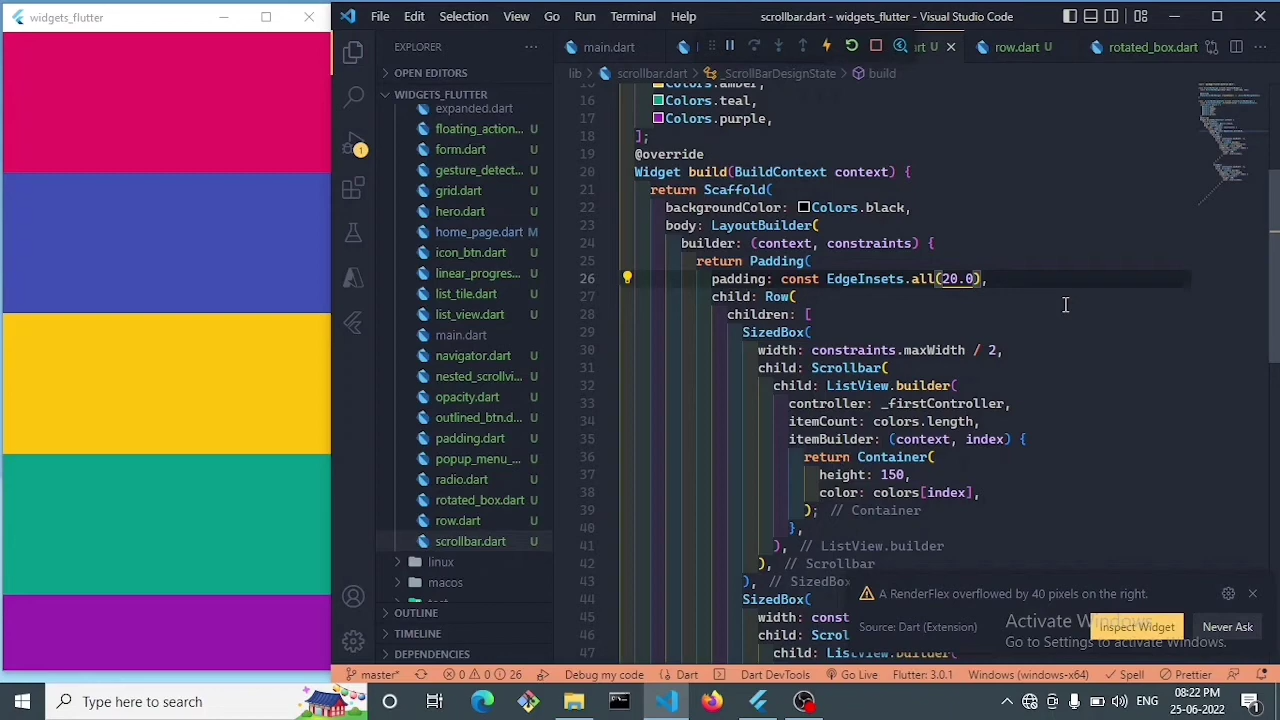 widgets_flutter
File Edit Selection View Go Run Terminal Help
scrollbar.dart - widgets_flutter - Visual Studio Code
EXPLORER
OPEN EDITORS
WIDGETS_FLUTTER
expanded.dart
floating_action... U
form.dart U
gesture_detect... U
grid.dart U
hero.dart U
home_page.dart M
icon_btn.dart U
linear_progres... U
list_tile.dart U
list_view.dart U
main.dart
navigator.dart U
nested_scrollvi... U
opacity.dart U
outlined_btn.d... U
padding.dart U
popup_menu_... U
radio.dart U
rotated_box.dart U
row.dart U
scrollbar.dart U
linux
macos
OUTLINE
TIMELINE
DEPENDENCIES
1
main.dart
art U
row.dart U
rotated_box.dart
lib > scrollbar.dart > _ScrollBarDesignState > build
Colors.amber,
16 Colors.teal,
17 Colors.purple,
18 ];
19 @override
20 Widget build(BuildContext context) {
21 return Scaffold(
22 backgroundColor: Colors.black,
23 body: LayoutBuilder(
24 builder: (context, constraints) {
25 return Padding(
26 padding: const EdgeInsets.all(20.0),
27 child: Row(
28 children: [
29 SizedBox(
30 width: constraints.maxWidth / 2,
31 child: Scrollbar(
32 child: ListView.builder(
33 controller: _firstController,
34 itemCount: colors.length,
35 itemBuilder: (context, index) {
36 return Container(
37 height: 150,
38 color: colors[index],
39 ); // Container
40 },
41 ), // ListView.builder
42 ), // Scrollbar
43 ), // SizedBox
44 SizedBox(
45 width: const
46 child: Scrol
47 child: ListView.builder(
A RenderFlex overflowed by 40 pixels on the right.
Source: Dart (Extension)
Inspect Widget
Never Ask
Activate Windows
Go to Settings to activate Windows.
master* 0 0 26 Debug my code Dart Dart DevTools Go Live Flutter: 3.0.1 Windows (windows-x64) Spell Prettier
Type here to search
ENG
08:22 PM
25-06-2022
1